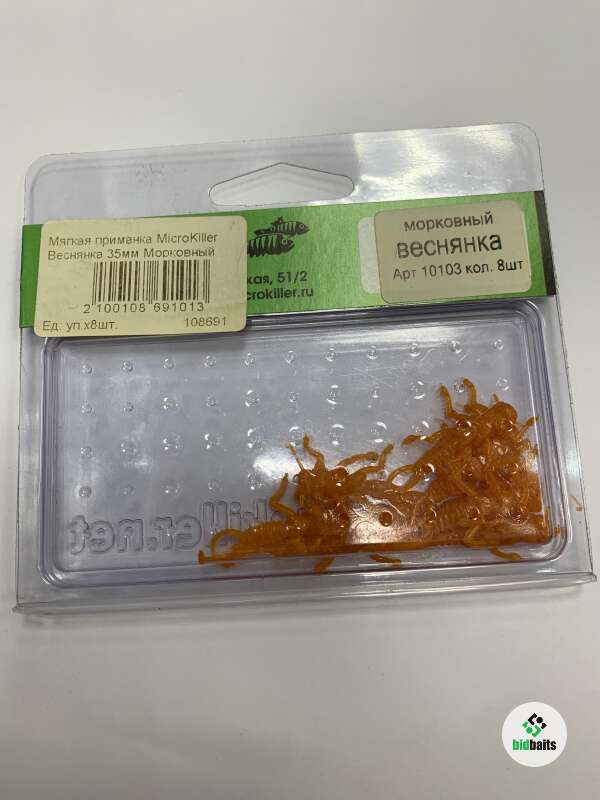 Мягкая приманка MicroKiller
Веснянка 35мм Морковный
2 100108 691013
Ед: уп.х8шт.
108691
кая, 51/2
crokiller.ru
морковный
веснянка
Арт 10103 кол. 8шт
bidbaits